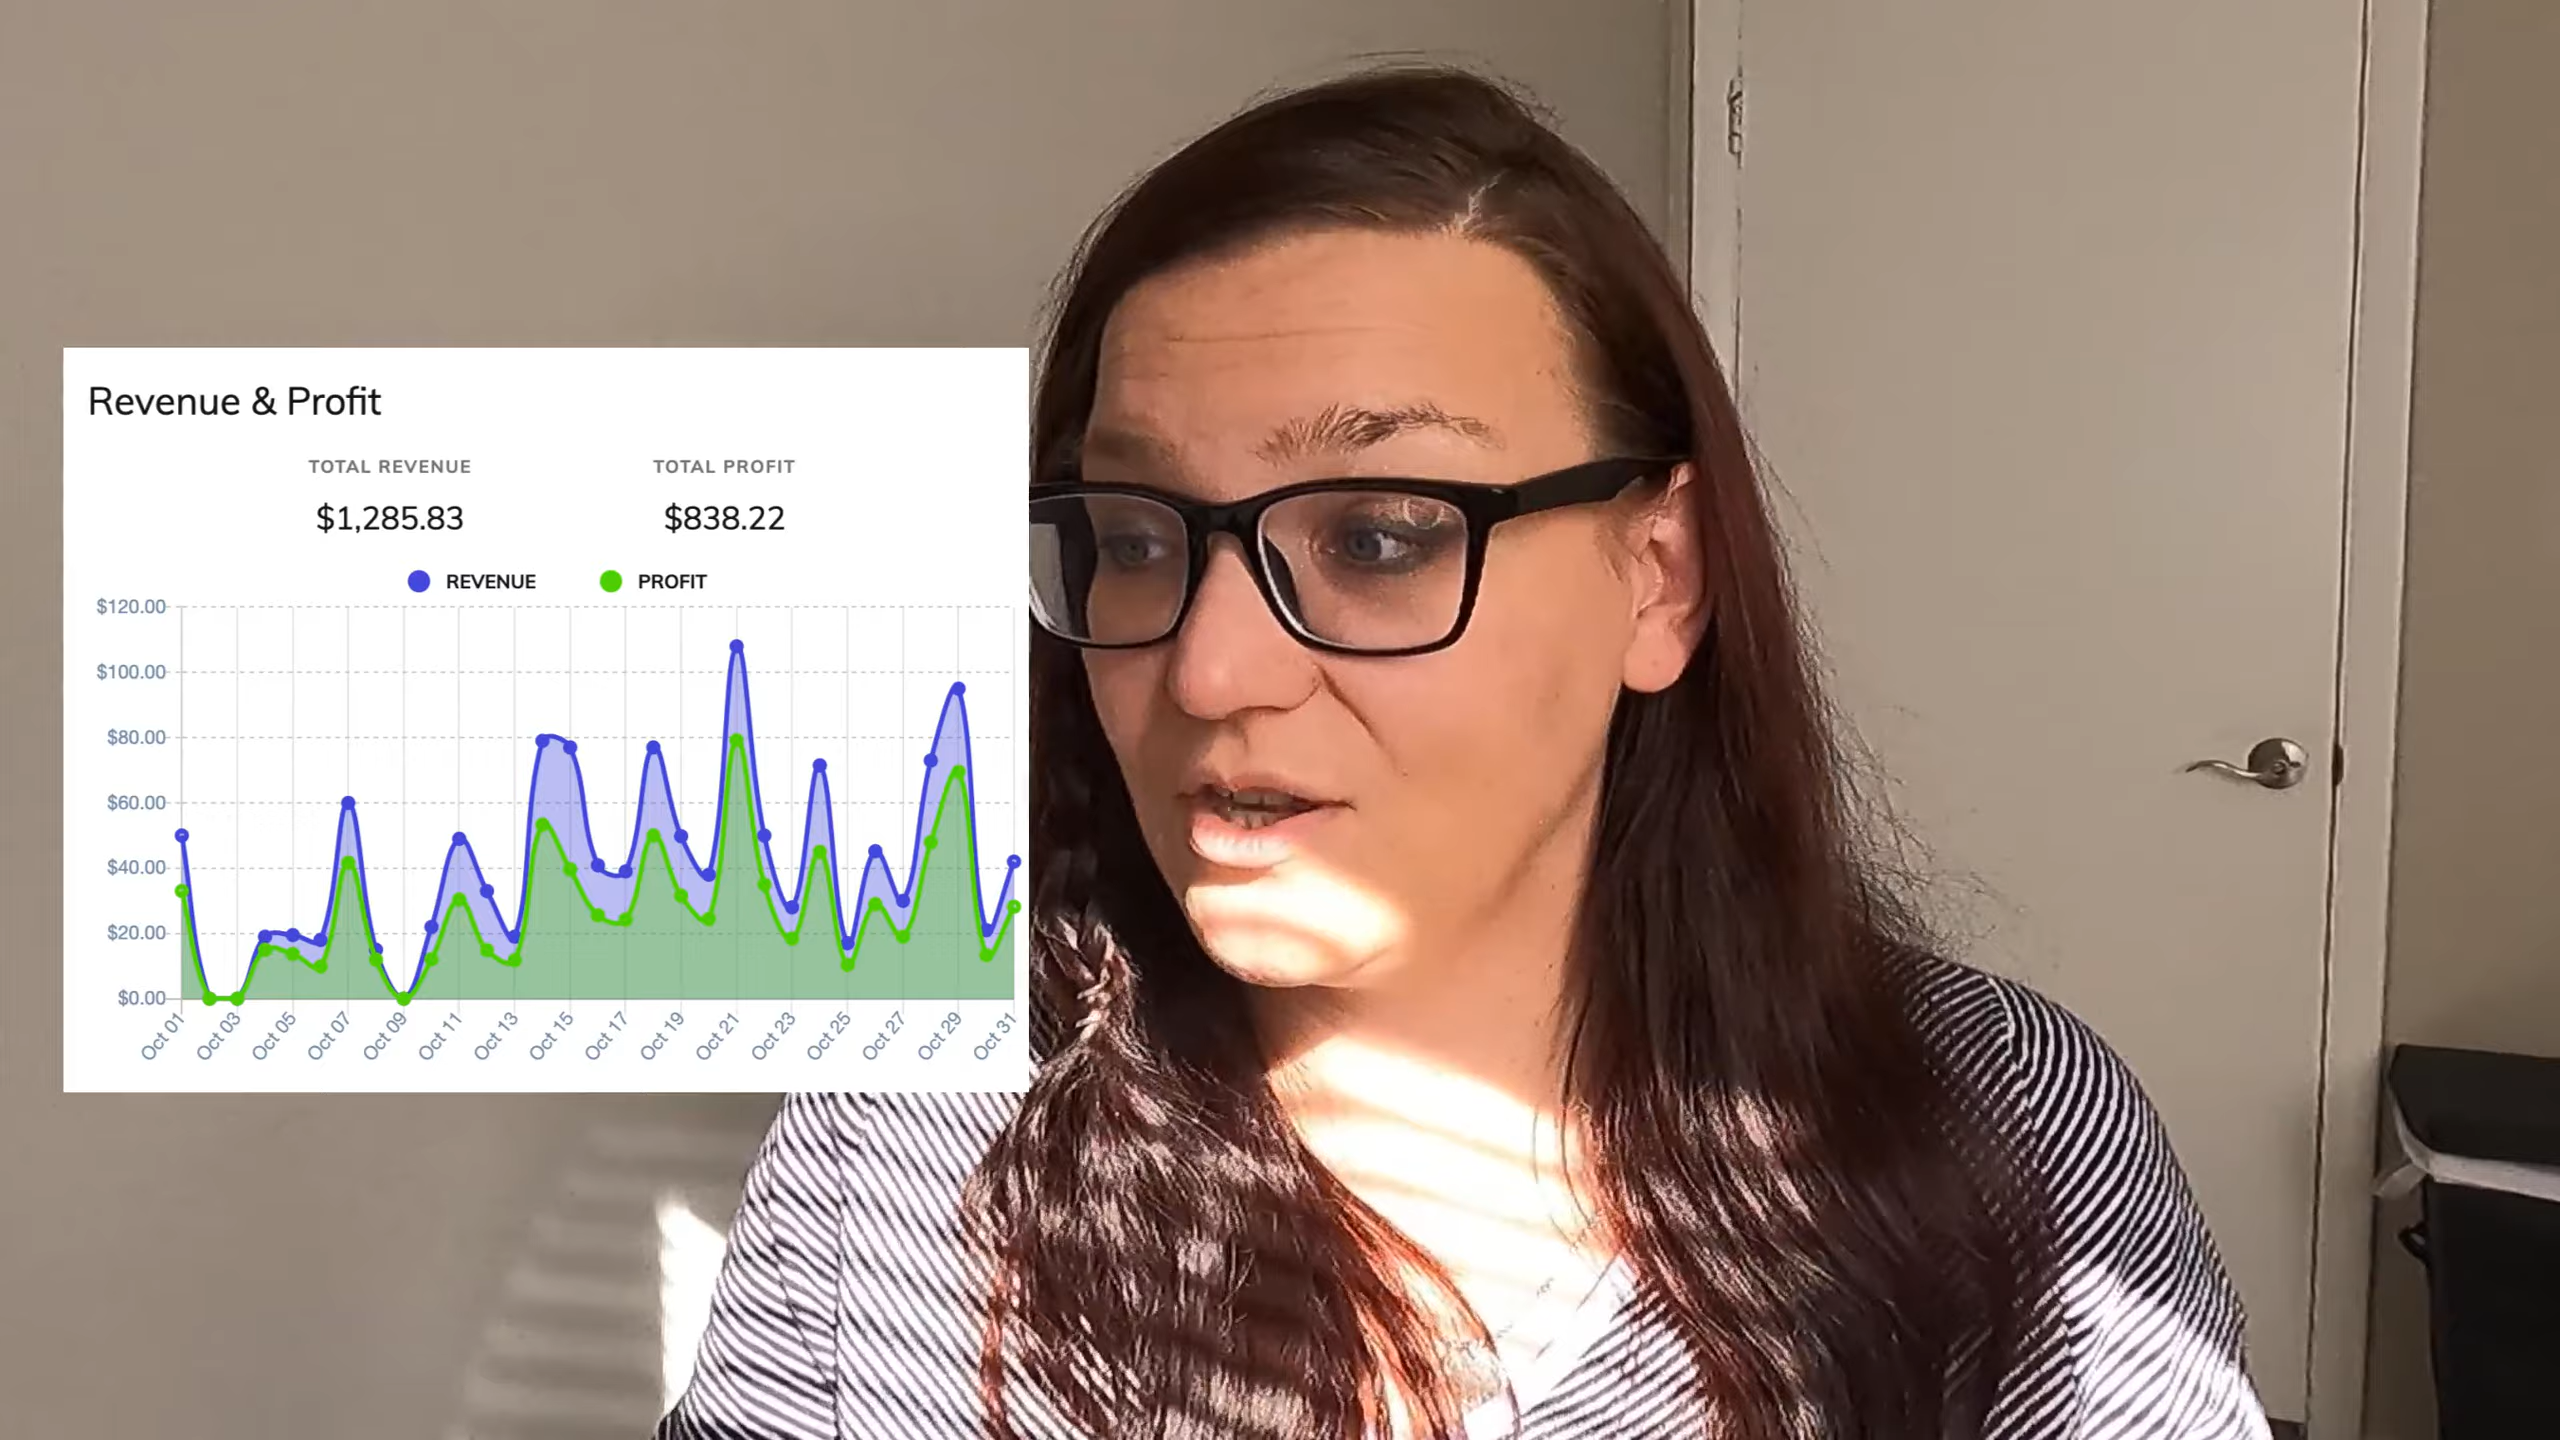 Revenue & Profit
TOTAL REVENUE TOTAL PROFIT
$1,285.83 $838.22
REVENUE PROFIT
$120.00
$100.00
$80.00
$60.00
$40.00
$20.00
$0.00
Oct 01 Oct 03 Oct 05 Oct 07 Oct 09 Oct 11 Oct 13 Oct 15 Oct 17 Oct 19 Oct 21 Oct 23 Oct 25 Oct 27 Oct 29 Oct 31